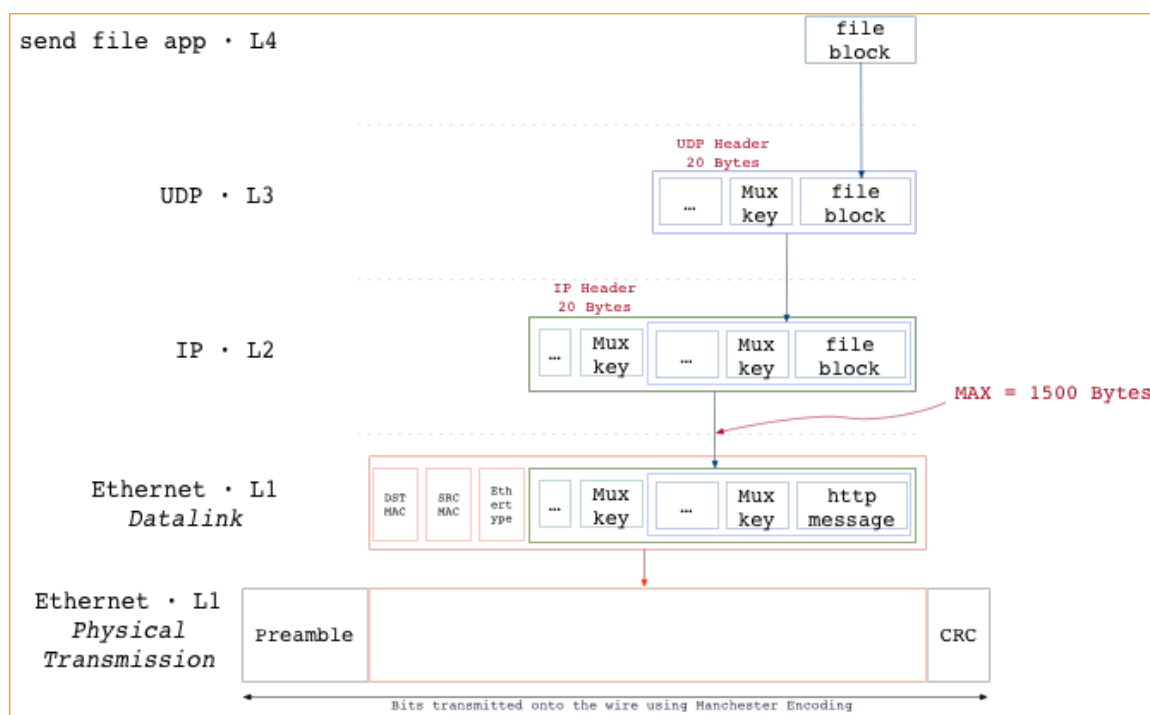 send file app · L4
file
block
UDP Header
20 Bytes
UDP · L3
…
Mux
key
file
block
IP Header
20 Bytes
IP · L2
…
Mux
key
…
Mux
key
file
block
MAX = 1500 Bytes
Ethernet · L1
Datalink
DST
MAC
SRC
MAC
Eth
ert
ype
…
Mux
key
…
Mux
key
http
message
Ethernet · L1
Physical
Transmission
Preamble
CRC
Bits transmitted onto the wire using Manchester Encoding